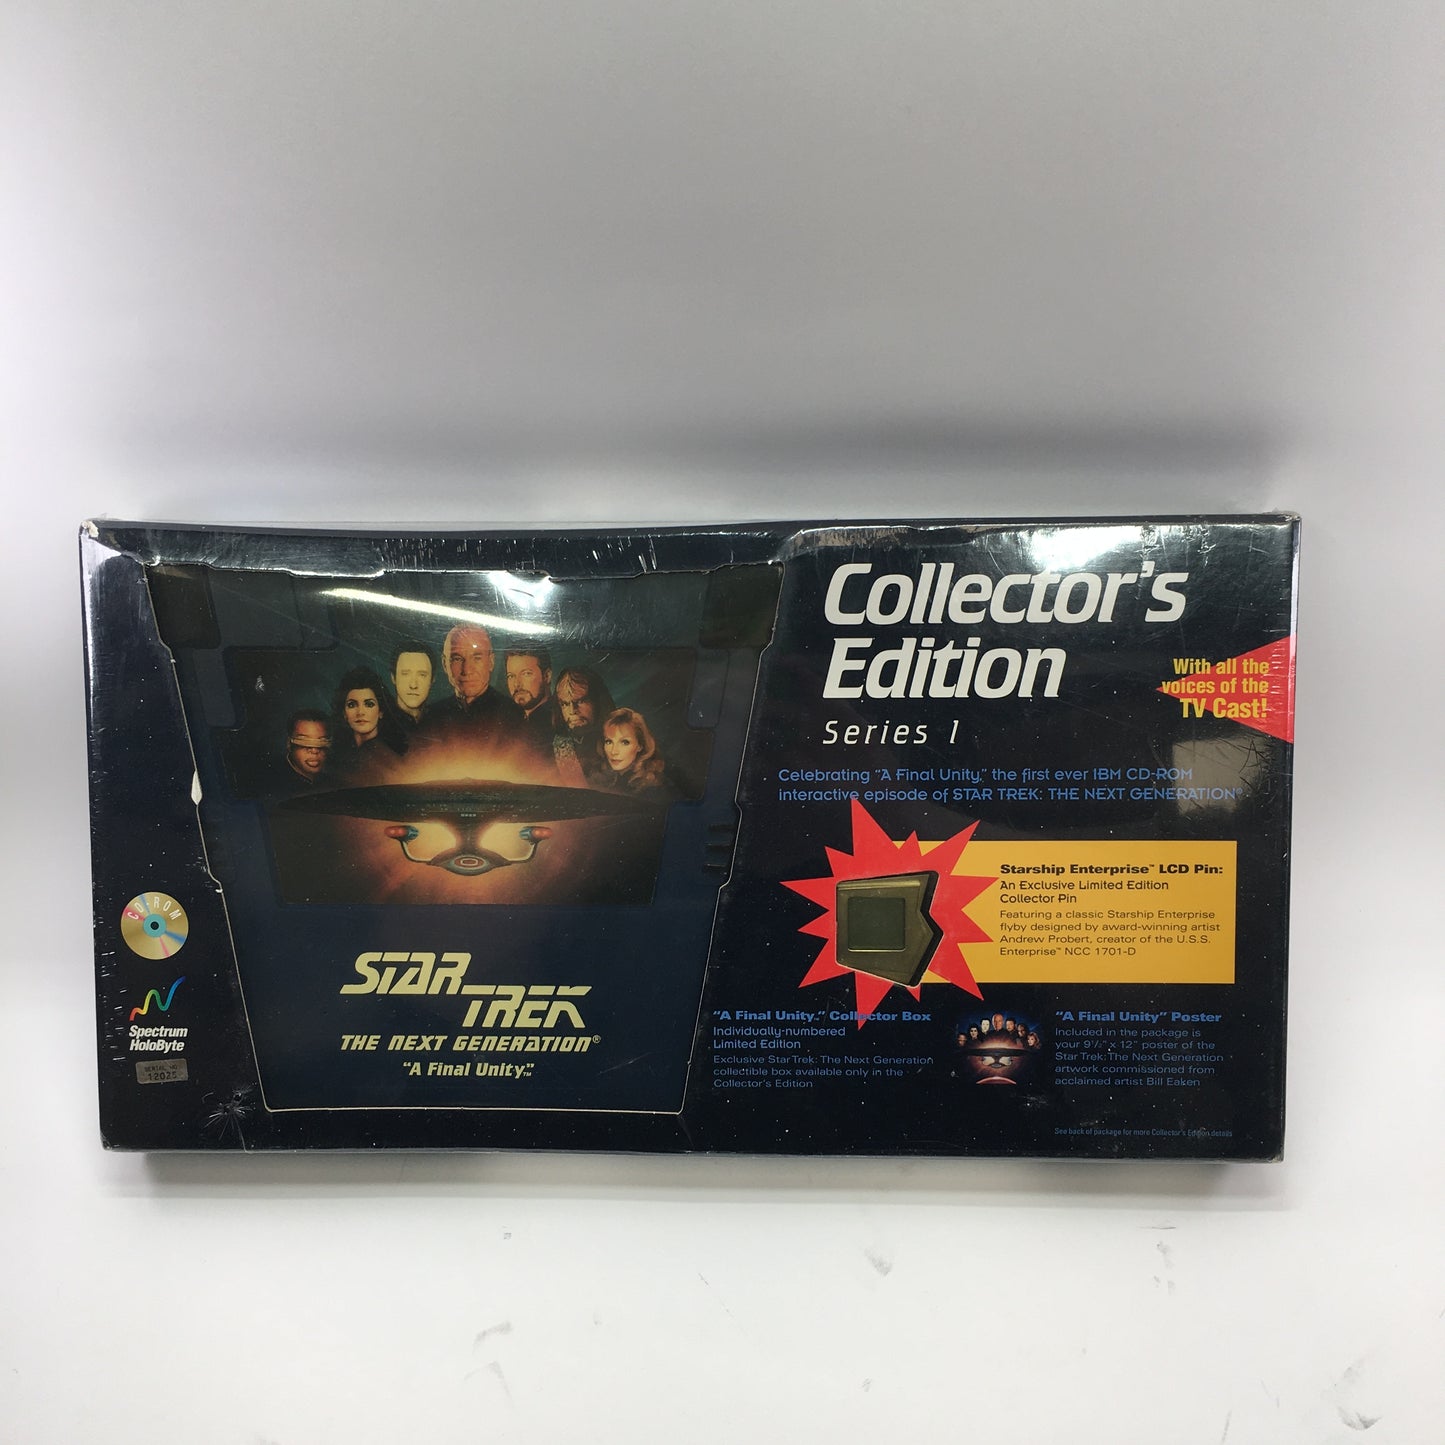 Collector's
Edition
Series 1
With all the
voices of the
TV Cast!
Celebrating "A Final Unity," the first ever IBM CD-ROM
interactive episode of STAR TREK: THE NEXT GENERATION®
Starship Enterprise™ LCD Pin:
An Exclusive Limited Edition
Collector Pin
Featuring a classic Starship Enterprise
flyby designed by award-winning artist
Andrew Probert, creator of the U.S.S.
Enterprise™ NCC 1701-D
CD-ROM
Spectrum
HoloByte
SERIAL NO
12025
STAR
TREK
THE NEXT GENERATION®
"A Final Unity"™
"A Final Unity" Collector Box
Individually-numbered
Limited Edition
Exclusive Star Trek: The Next Generation
collectible box available only in the
Collector's Edition
"A Final Unity" Poster
Included in the package is
your 9½" x 12" poster of the
Star Trek: The Next Generation
artwork commissioned from
acclaimed artist Bill Eaken
See back of package for more Collector's Edition details